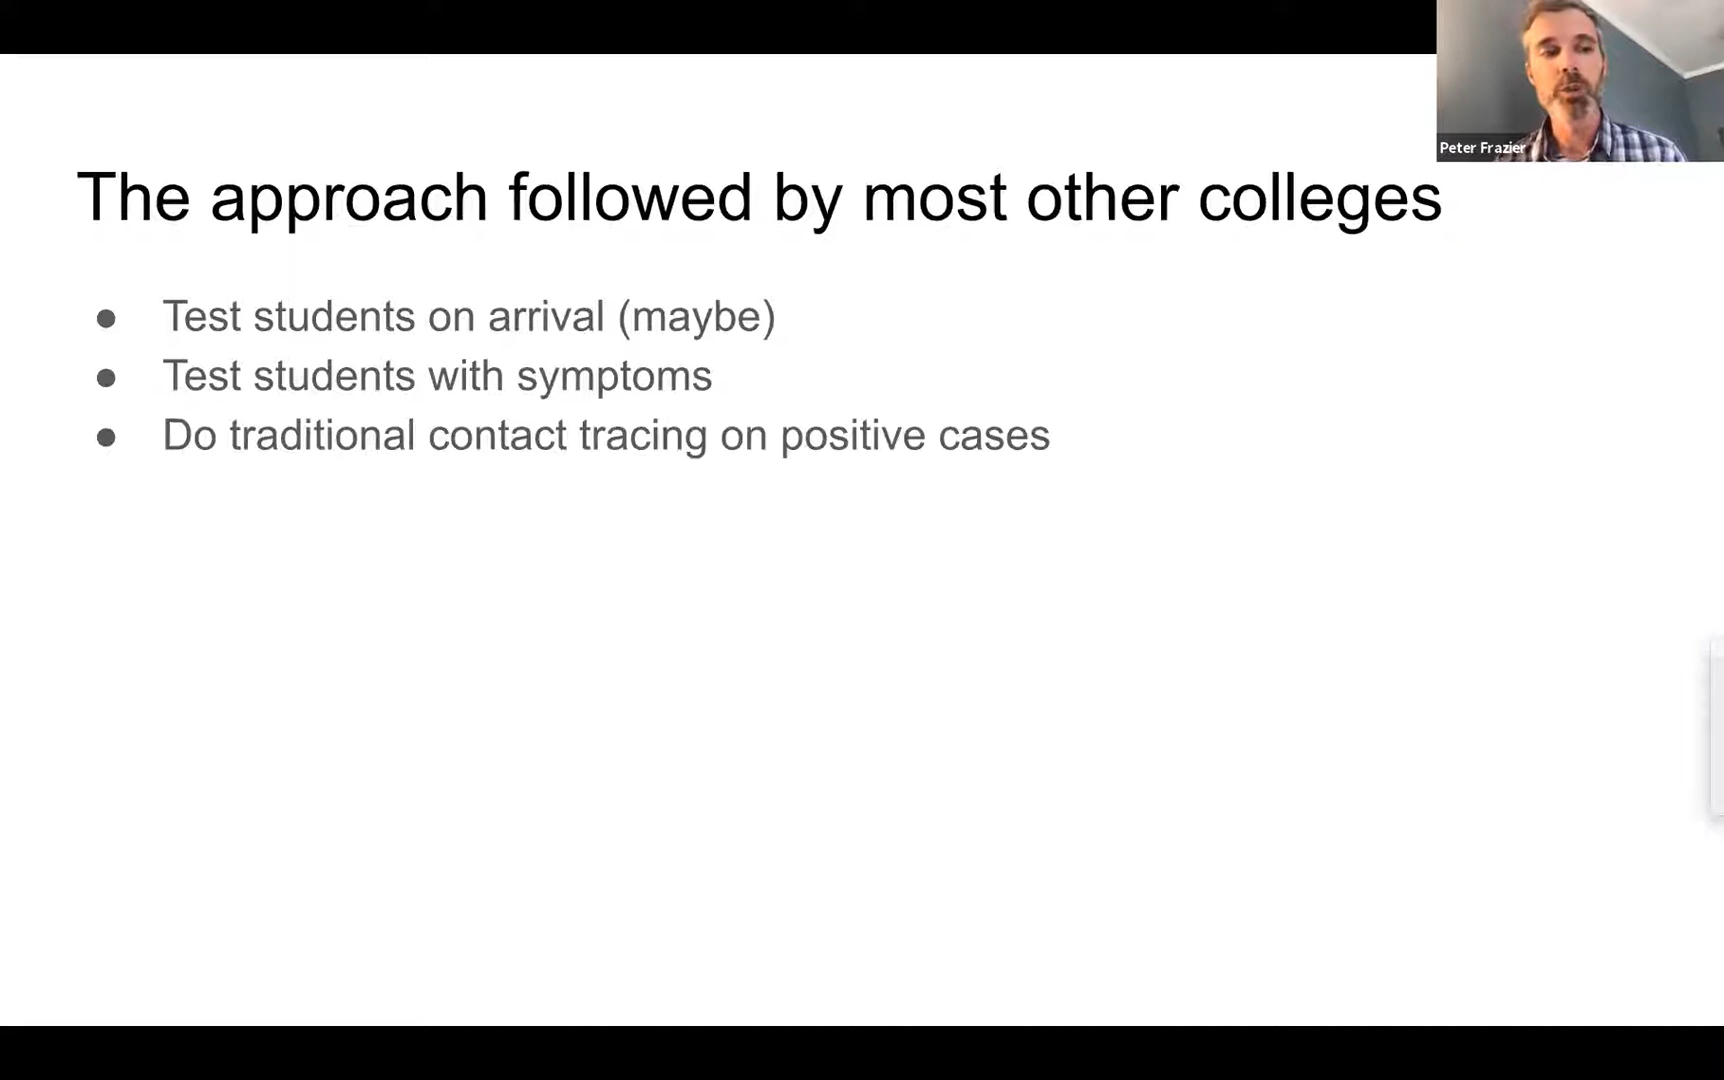 Peter Frazier
The approach followed by most other colleges
● Test students on arrival (maybe)
● Test students with symptoms
● Do traditional contact tracing on positive cases